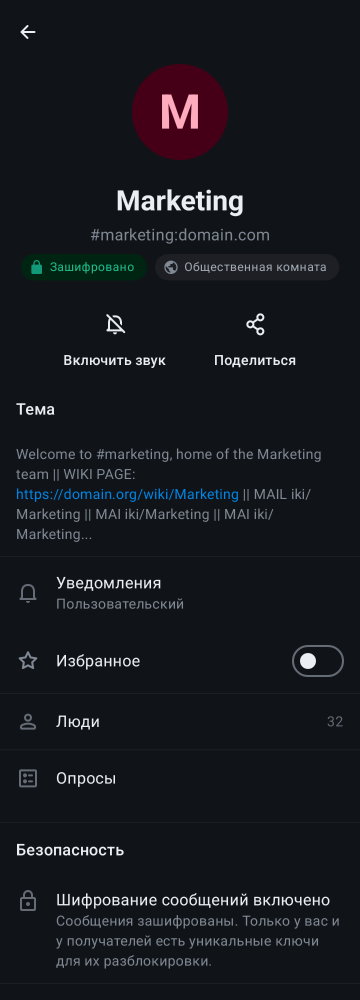 M
Marketing
#marketing:domain.com
Зашифровано
Общественная комната
Включить звук
Поделиться
Тема
Welcome to #marketing, home of the Marketing
team || WIKI PAGE:
https://domain.org/wiki/Marketing || MAIL iki/
Marketing || MAI iki/Marketing || MAI iki/
Marketing...
Уведомления
Пользовательский
Избранное
Люди 32
Опросы
Безопасность
Шифрование сообщений включено
Сообщения зашифрованы. Только у вас и
у получателей есть уникальные ключи
для их разблокировки.